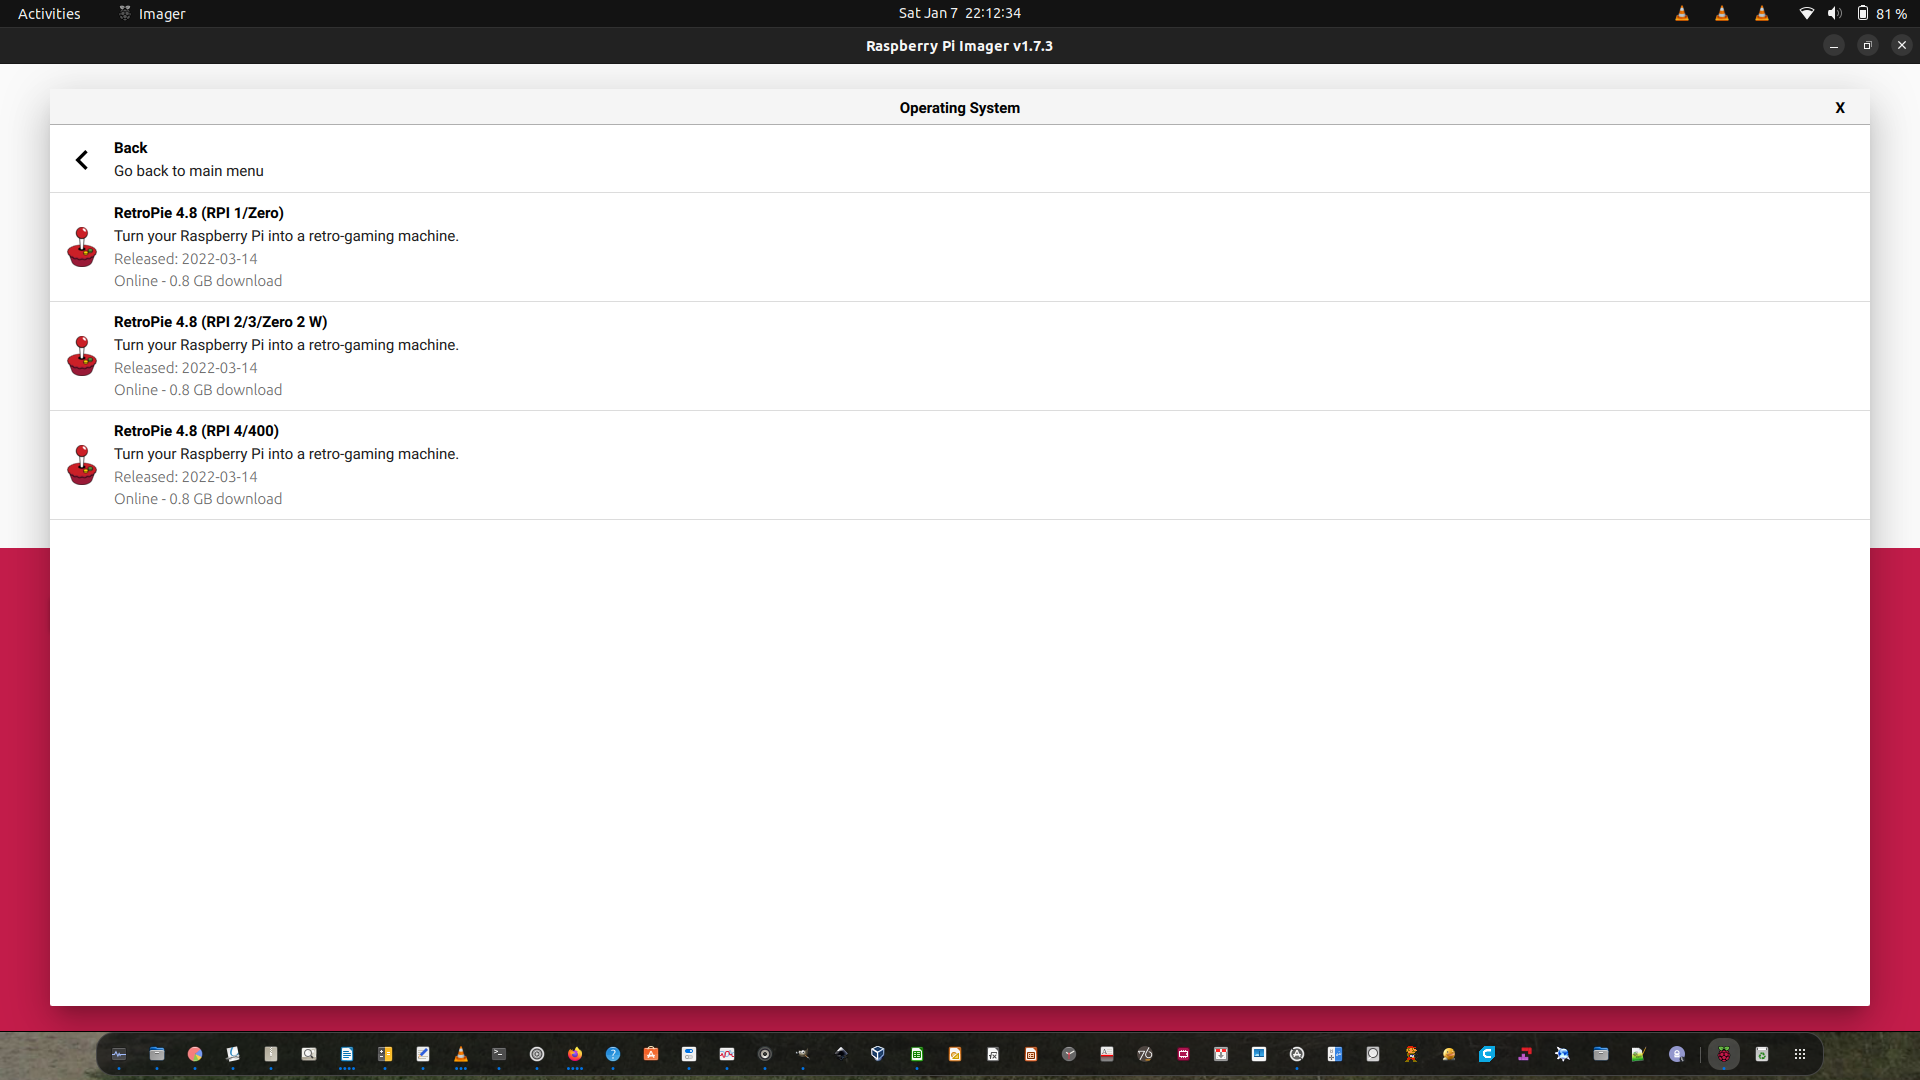 Activities
Imager
Sat Jan 7 22:12:34
81 %
Raspberry Pi Imager v1.7.3
Operating System
X
Back
Go back to main menu
RetroPie 4.8 (RPI 1/Zero)
Turn your Raspberry Pi into a retro-gaming machine.
Released: 2022-03-14
Online - 0.8 GB download
RetroPie 4.8 (RPI 2/3/Zero 2 W)
Turn your Raspberry Pi into a retro-gaming machine.
Released: 2022-03-14
Online - 0.8 GB download
RetroPie 4.8 (RPI 4/400)
Turn your Raspberry Pi into a retro-gaming machine.
Released: 2022-03-14
Online - 0.8 GB download
76